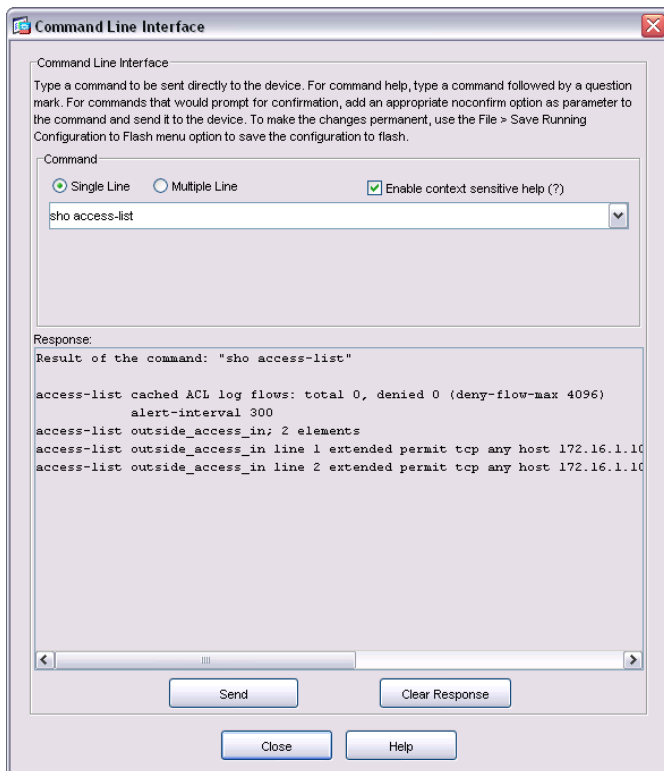 Command Line Interface
Command Line Interface
Type a command to be sent directly to the device. For command help, type a command followed by a question
mark. For commands that would prompt for confirmation, add an appropriate noconfirm option as parameter to
the command and send it to the device. To make the changes permanent, use the File > Save Running
Configuration to Flash menu option to save the configuration to flash.
Command
Single Line Multiple Line Enable context sensitive help (?)
sho access-list
Response:
Result of the command: "sho access-list"
access-list cached ACL log flows: total 0, denied 0 (deny-flow-max 4096)
alert-interval 300
access-list outside_access_in; 2 elements
access-list outside_access_in line 1 extended permit tcp any host 172.16.1.10
access-list outside_access_in line 2 extended permit tcp any host 172.16.1.10
Send Clear Response
Close Help